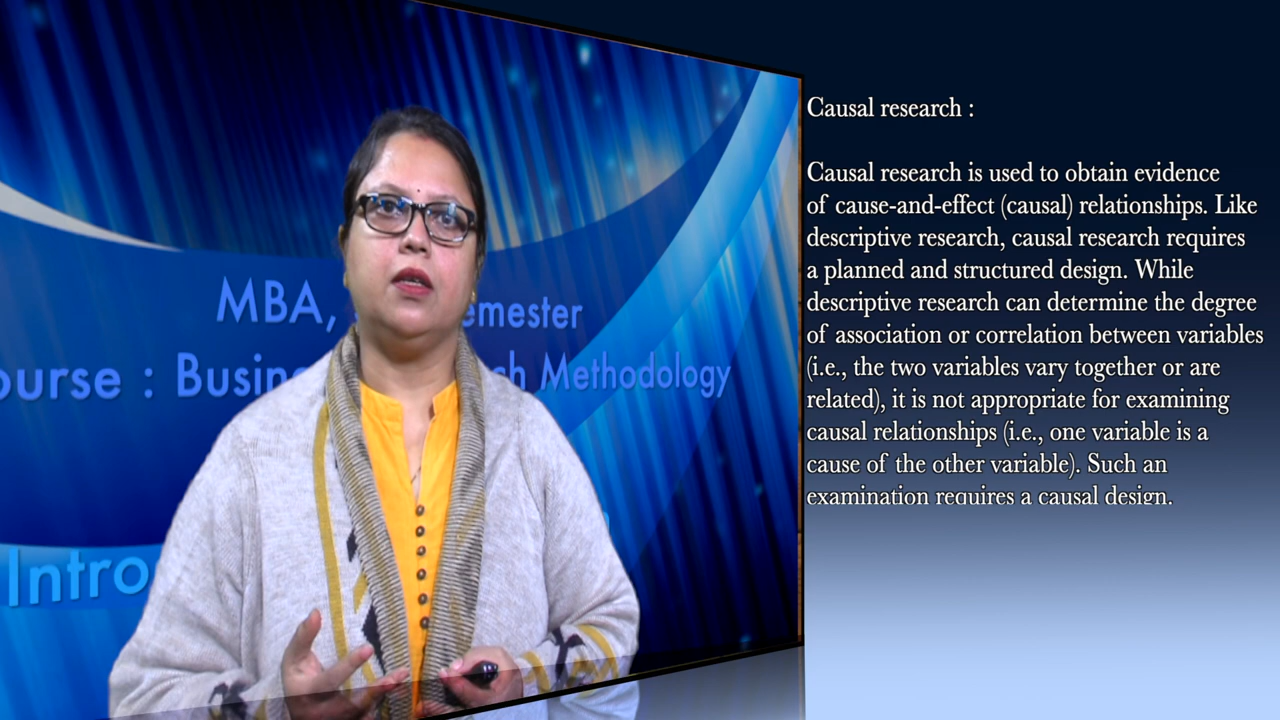 MBA, emester
ourse : Busin ch Methodology
Intro
Causal research :
Causal research is used to obtain evidence
of cause-and-effect (causal) relationships. Like
descriptive research, causal research requires
a planned and structured design. While
descriptive research can determine the degree
of association or correlation between variables
(i.e., the two variables vary together or are
related), it is not appropriate for examining
causal relationships (i.e., one variable is a
cause of the other variable). Such an
examination requires a causal design.